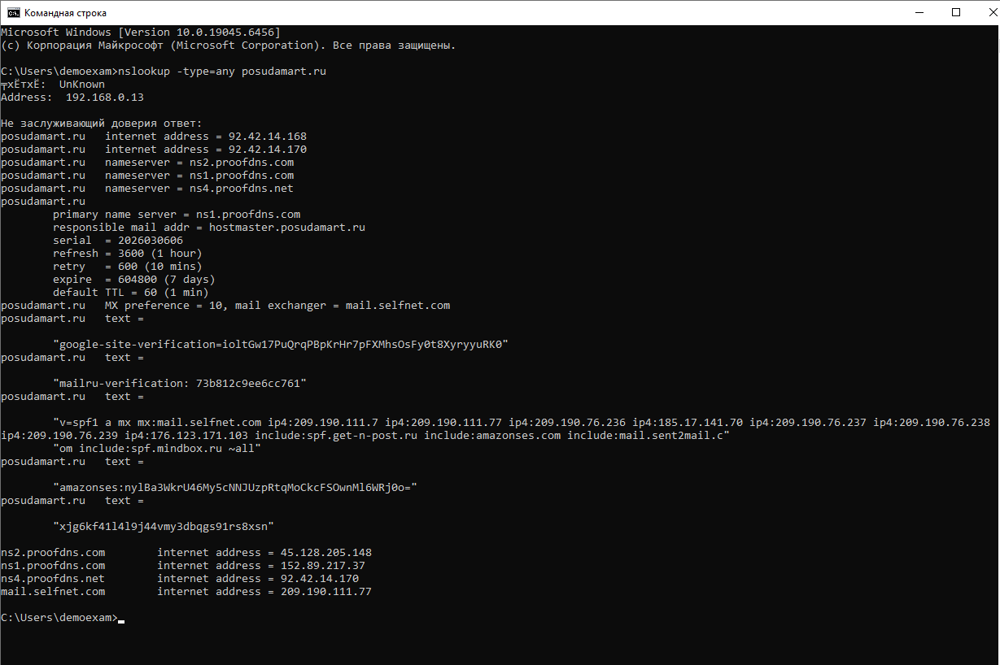 Командная строка
Microsoft Windows [Version 10.0.19045.6456]
(c) Корпорация Майкрософт (Microsoft Corporation). Все права защищены.
C:\Users\demoexam>nslookup -type=any posudamart.ru
╤хЁтхЁ:  UnKnown
Address:  192.168.0.13
Не заслуживающий доверия ответ:
posudamart.ru   internet address = 92.42.14.168
posudamart.ru   internet address = 92.42.14.170
posudamart.ru   nameserver = ns2.proofdns.com
posudamart.ru   nameserver = ns1.proofdns.com
posudamart.ru   nameserver = ns4.proofdns.net
posudamart.ru
        primary name server = ns1.proofdns.com
        responsible mail addr = hostmaster.posudamart.ru
        serial  = 2026030606
        refresh = 3600 (1 hour)
        retry   = 600 (10 mins)
        expire  = 604800 (7 days)
        default TTL = 60 (1 min)
posudamart.ru   MX preference = 10, mail exchanger = mail.selfnet.com
posudamart.ru   text =
        "google-site-verification=ioltGw17PuQrqPBpKrHr7pFXMhsOsFy0t8XyryyuRK0"
posudamart.ru   text =
        "mailru-verification: 73b812c9ee6cc761"
posudamart.ru   text =
        "v=spf1 a mx mx:mail.selfnet.com ip4:209.190.111.7 ip4:209.190.111.77 ip4:209.190.76.236 ip4:185.17.141.70 ip4:209.190.76.237 ip4:209.190.76.238
ip4:209.190.76.239 ip4:176.123.171.103 include:spf.get-n-post.ru include:amazonses.com include:mail.sent2mail.c"
        "om include:spf.mindbox.ru ~all"
posudamart.ru   text =
        "amazonses:nylBa3WkrU46My5cNNJUzpRtqMoCkcFSOwnMl6WRj0o="
posudamart.ru   text =
        "xjg6kf41l4l9j44vmy3dbqgs91rs8xsn"
ns2.proofdns.com        internet address = 45.128.205.148
ns1.proofdns.com        internet address = 152.89.217.37
ns4.proofdns.net        internet address = 92.42.14.170
mail.selfnet.com        internet address = 209.190.111.77
C:\Users\demoexam>